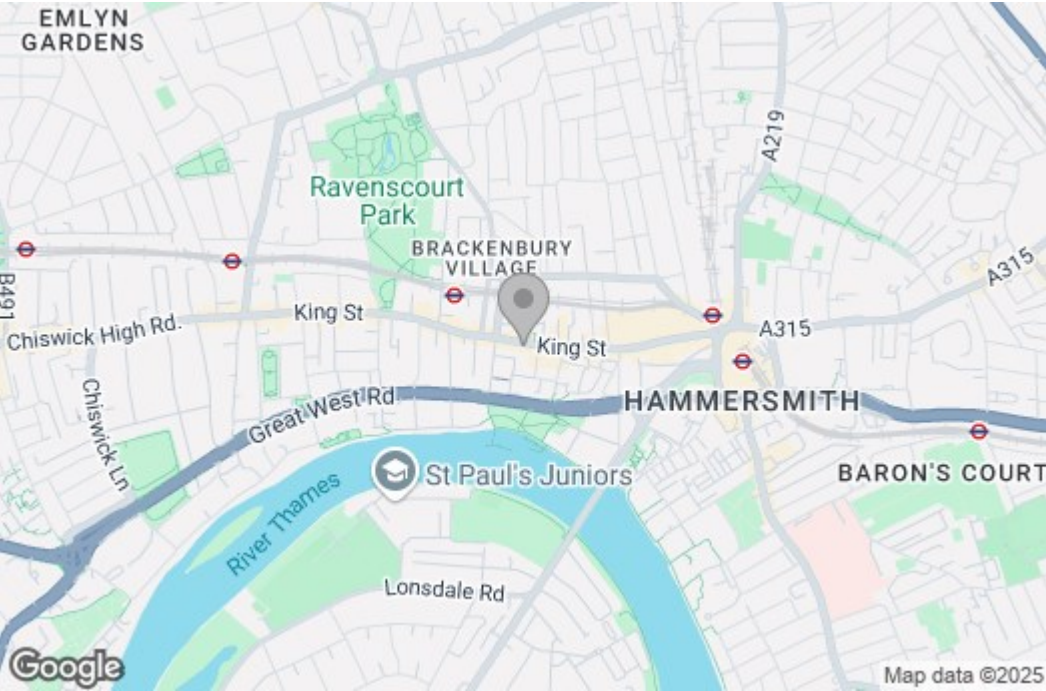 EMLYN
GARDENS
A219
Ravenscourt
Park
BRACKENBURY
VILLAGE
A315
B491
King St
Chiswick High Rd.
King St
A315
Chiswick Ln
Great West Rd
HAMMERSMITH
St Paul's Juniors
BARON'S COURT
River Thames
Lonsdale Rd
Google
Map data ©2025